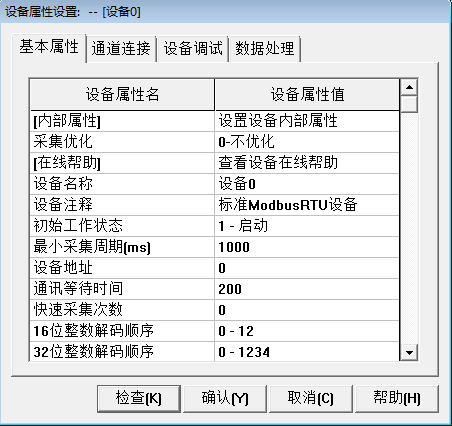 设备属性设置: -- [设备0]
基本属性 通道连接 设备调试 数据处理
设备属性名 设备属性值
[内部属性] 设置设备内部属性
采集优化 0-不优化
[在线帮助] 查看设备在线帮助
设备名称 设备0
设备注释 标准ModbusRTU设备
初始工作状态 1 - 启动
最小采集周期(ms) 1000
设备地址 0
通讯等待时间 200
快速采集次数 0
16位整数解码顺序 0 - 12
32位整数解码顺序 0 - 1234
检查(K) 确认(Y) 取消(C) 帮助(H)